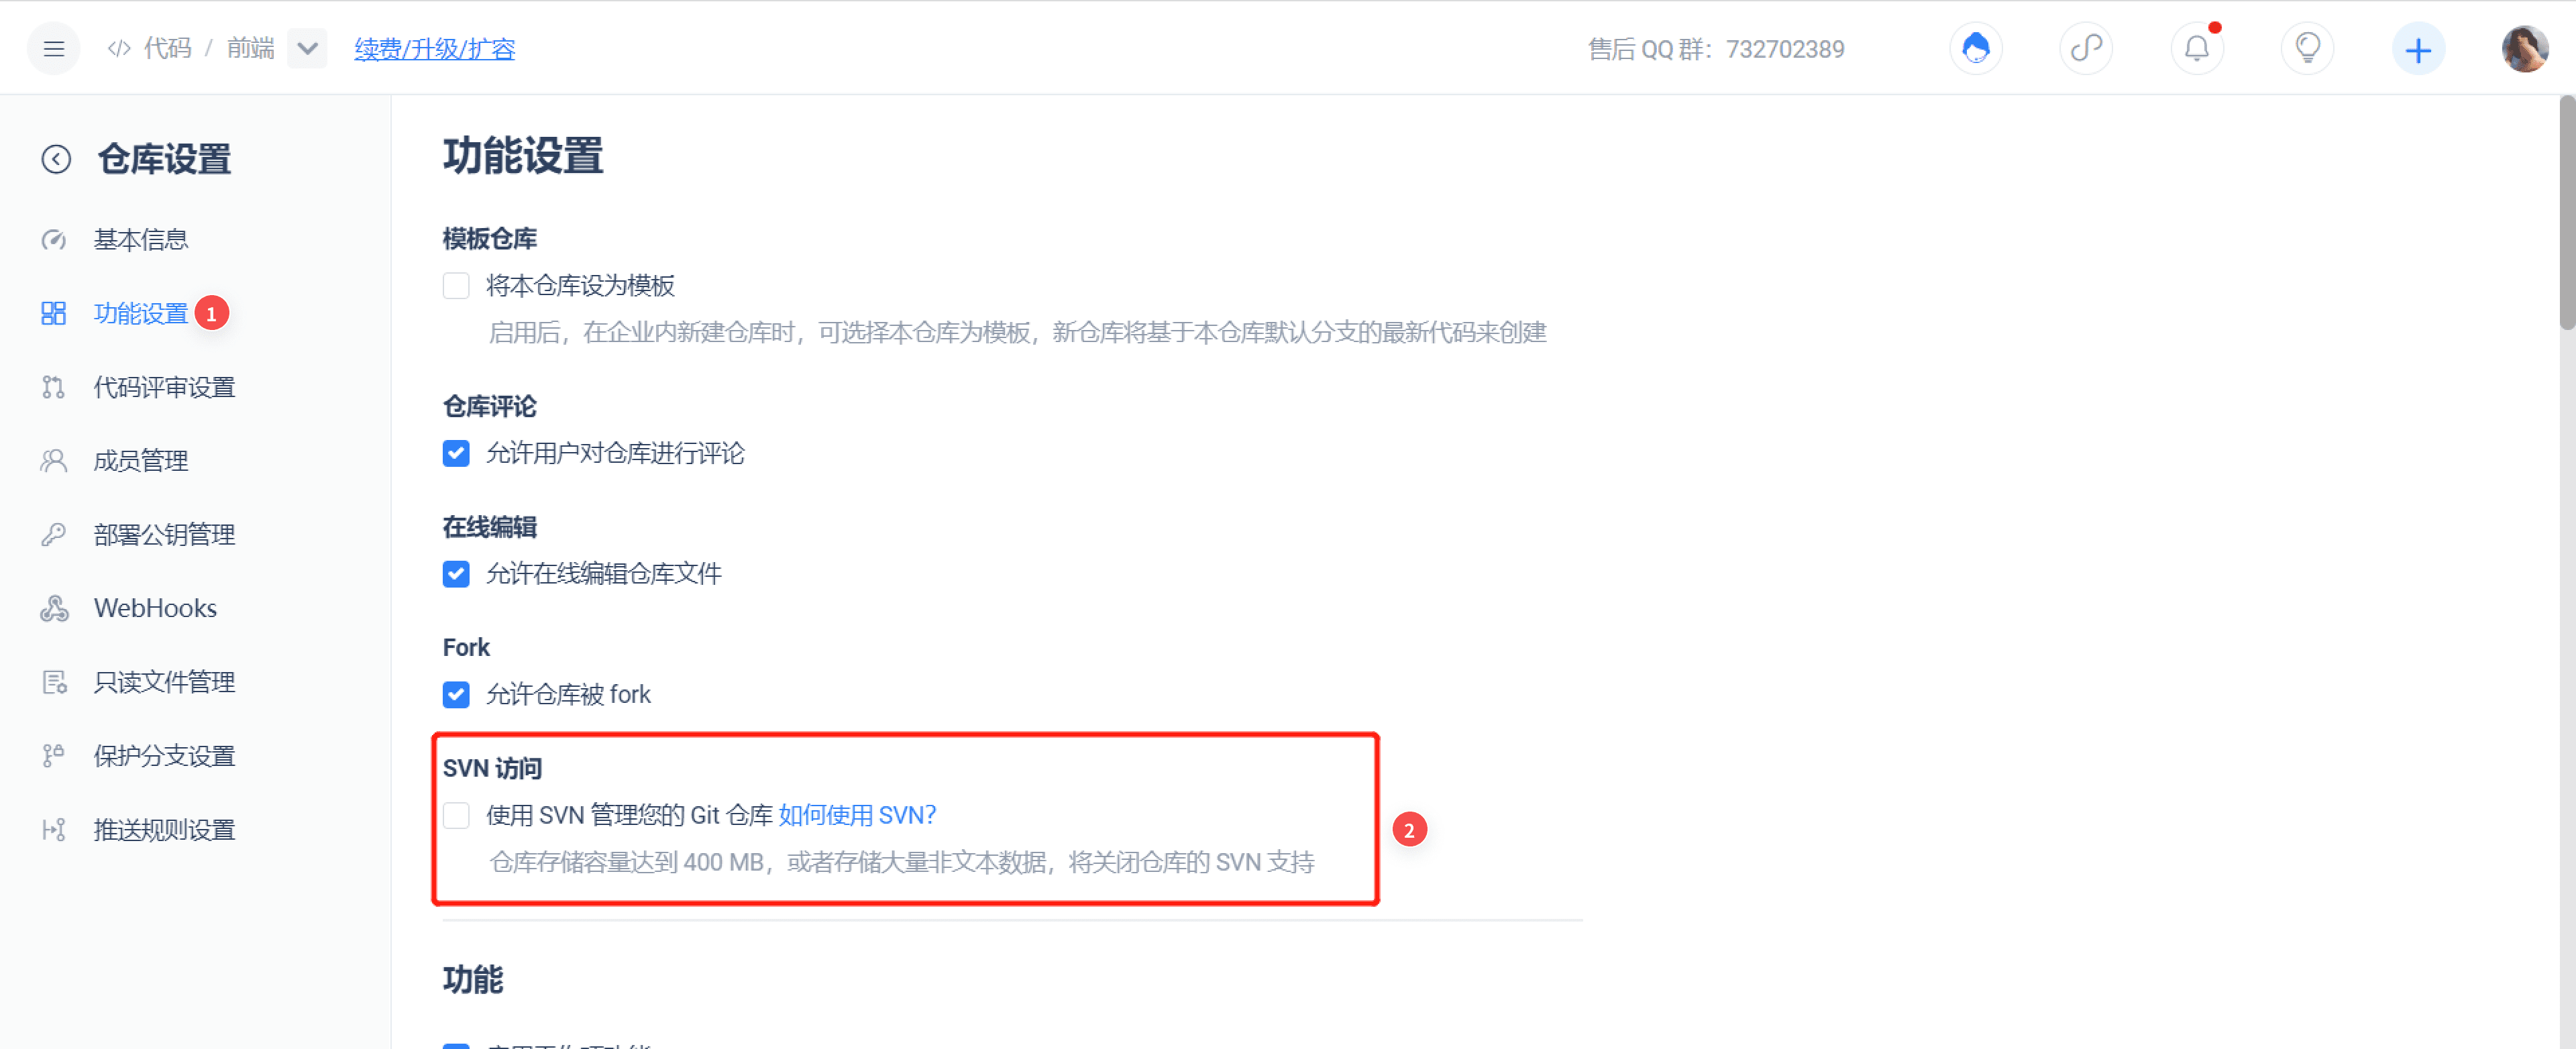 代码 / 前端 续费/升级/扩容 售后 QQ 群：732702389
仓库设置
基本信息
功能设置 1
代码评审设置
成员管理
部署公钥管理
WebHooks
只读文件管理
保护分支设置
推送规则设置
功能设置
模板仓库
将本仓库设为模板
启用后，在企业内新建仓库时，可选择本仓库为模板，新仓库将基于本仓库默认分支的最新代码来创建
仓库评论
允许用户对仓库进行评论
在线编辑
允许在线编辑仓库文件
Fork
允许仓库被 fork
SVN 访问
使用 SVN 管理您的 Git 仓库 如何使用 SVN？
2
仓库存储容量达到 400 MB，或者存储大量非文本数据，将关闭仓库的 SVN 支持
功能